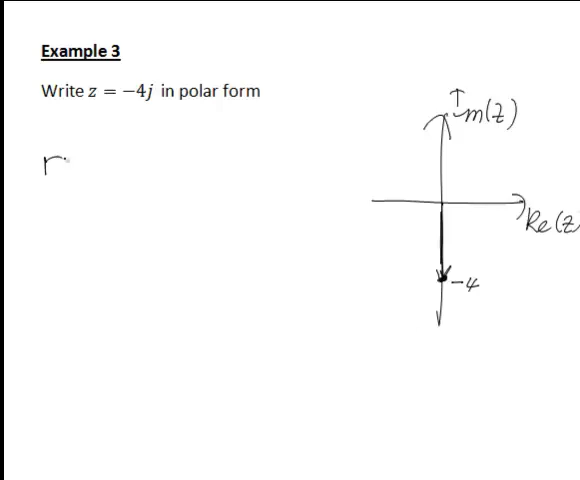 Example 3
Write z = −4j in polar form
Im(z)
r
Re(z)
-4